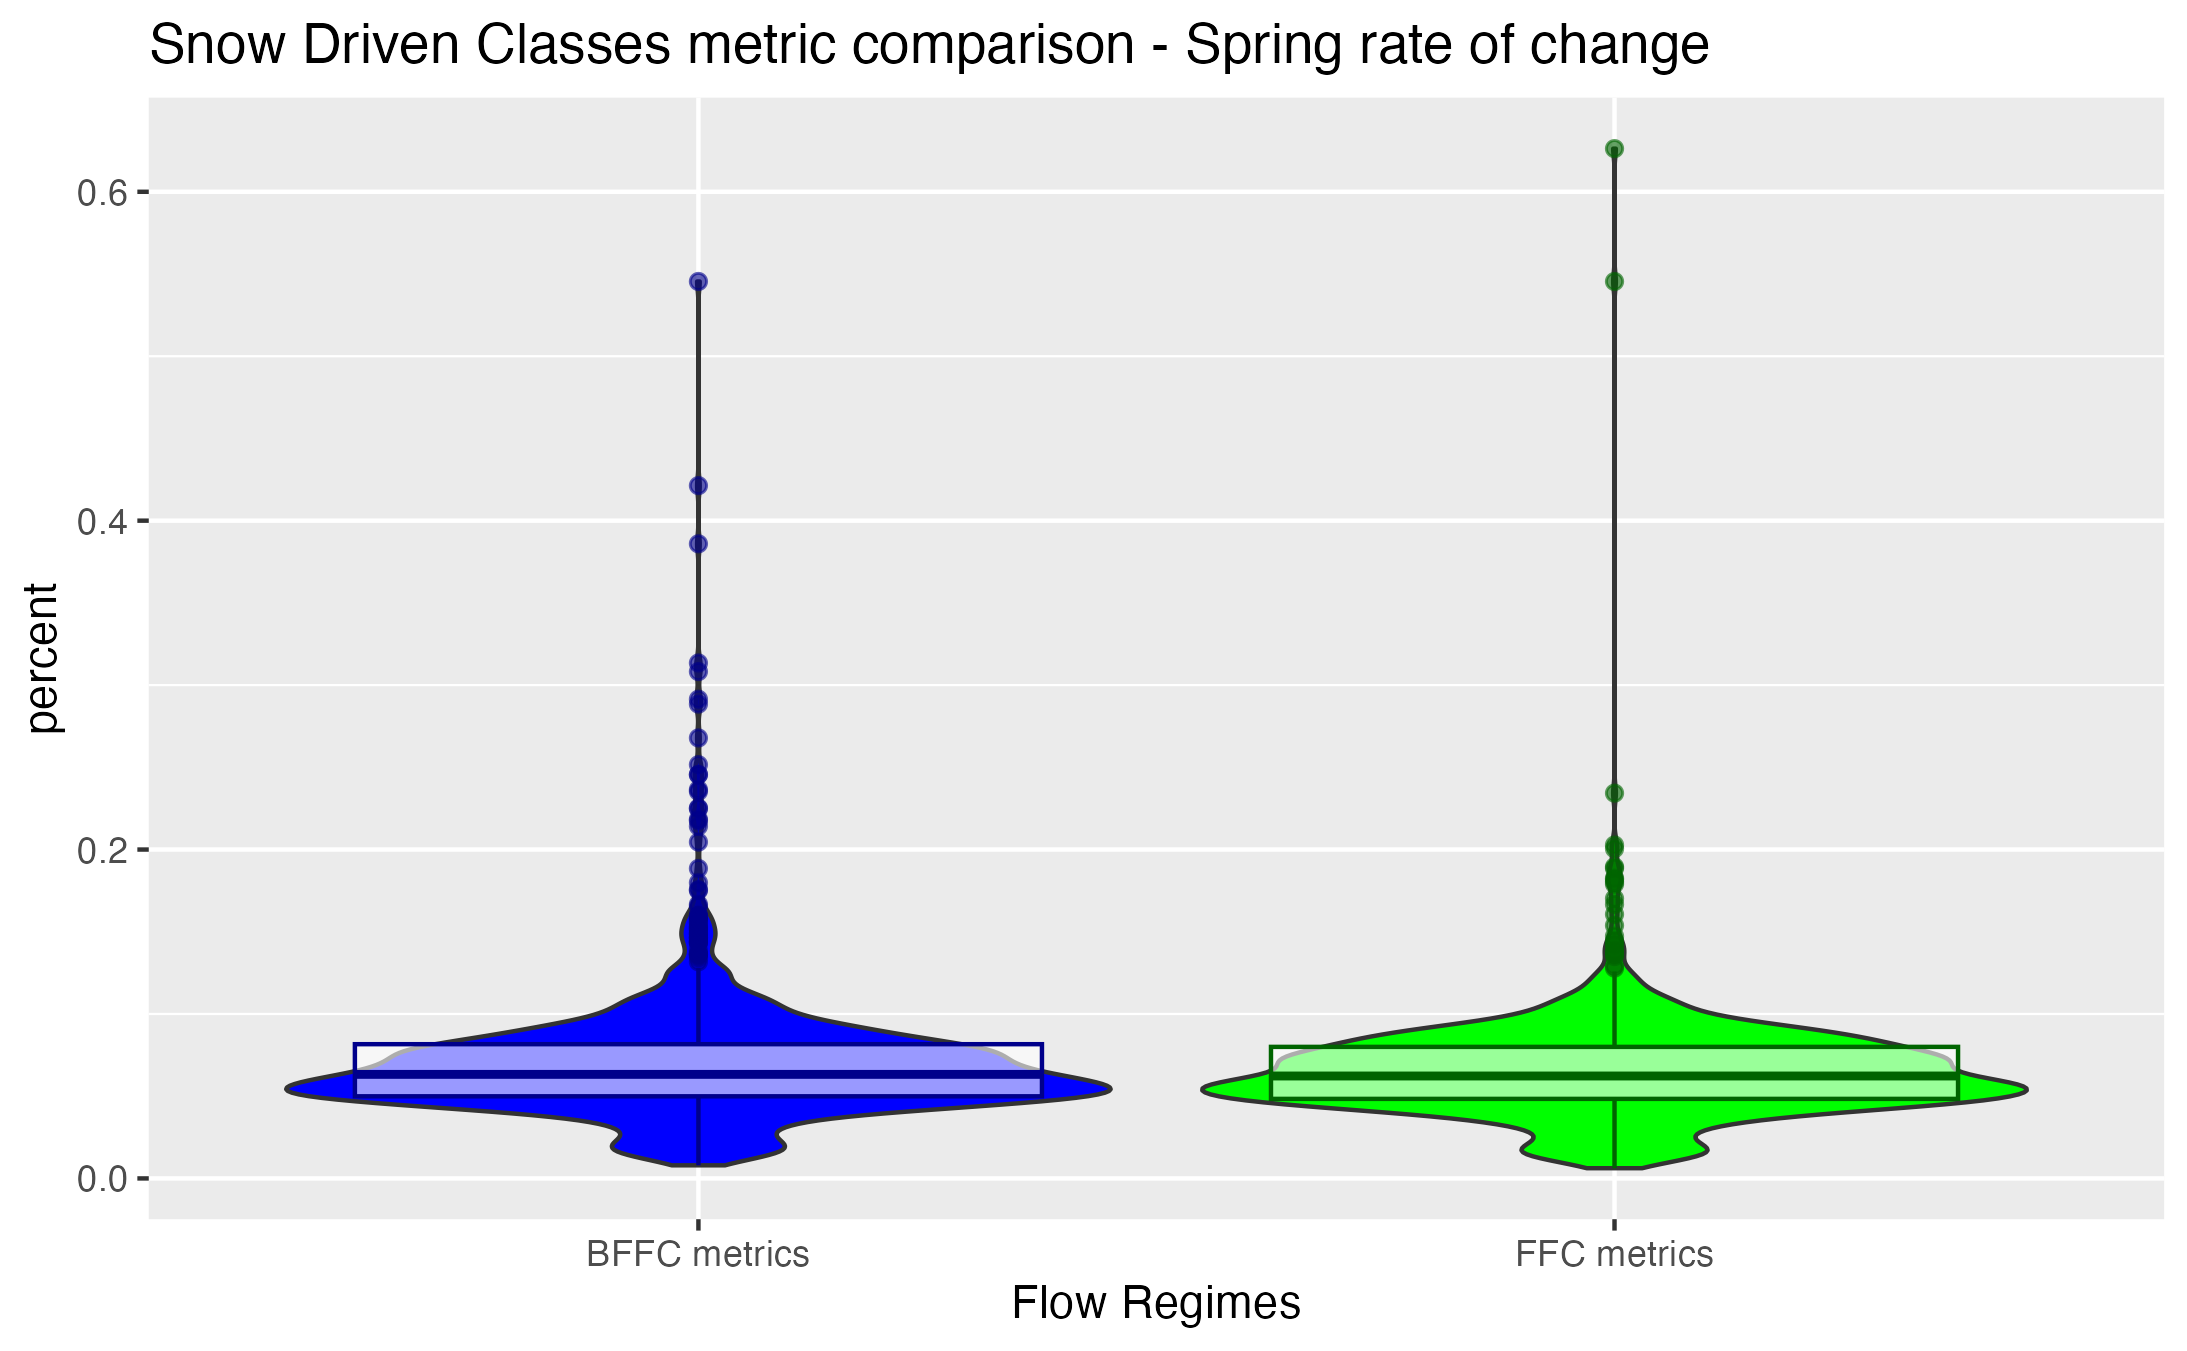 Snow Driven Classes metric comparison - Spring rate of change
percent
0.6
0.4
0.2
0.0
BFFC metrics
FFC metrics
Flow Regimes